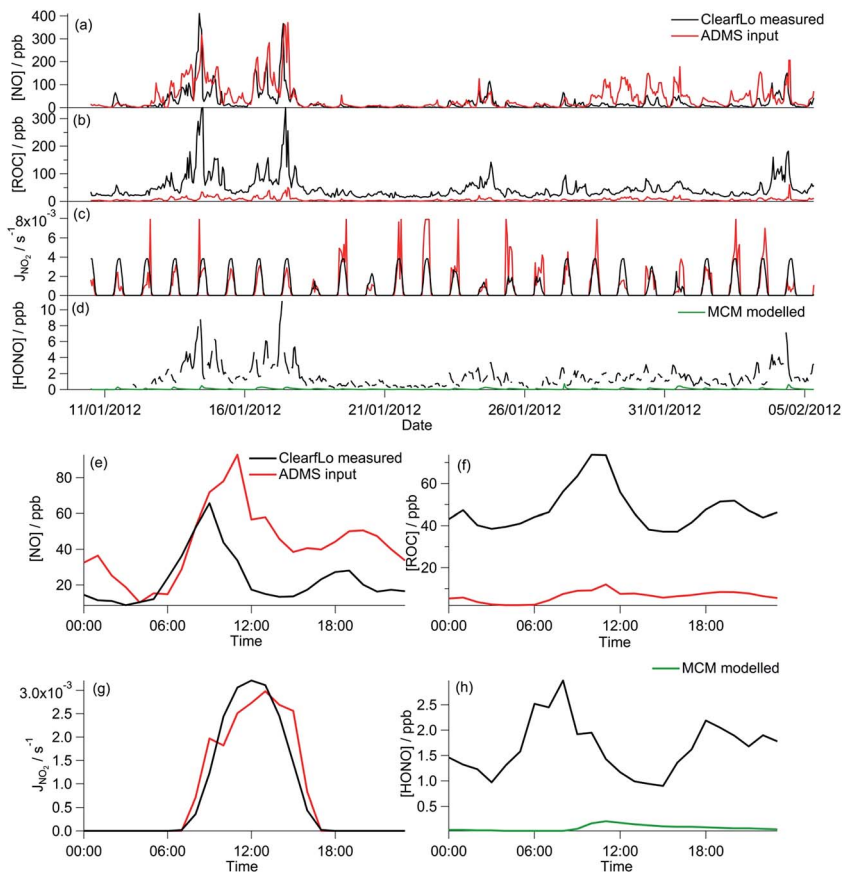 (a)
ClearfLo measured
ADMS input
[NO] / ppb
400
300
200
100
0
(b)
[ROC] / ppb
300
200
100
0
(c)
J_NO₂ / s⁻¹
8x10⁻³
6
4
2
0
(d)
MCM modelled
[HONO] / ppb
10
8
6
4
2
0
11/01/2012 16/01/2012 21/01/2012 26/01/2012 31/01/2012 05/02/2012
Date
(e)
ClearfLo measured
ADMS input
[NO] / ppb
80
60
40
20
00:00 06:00 12:00 18:00
Time
(f)
[ROC] / ppb
60
40
20
00:00 06:00 12:00 18:00
Time
(g)
J_NO₂ / s⁻¹
3.0x10⁻³
2.5
2.0
1.5
1.0
0.5
0.0
00:00 06:00 12:00 18:00
Time
MCM modelled
(h)
[HONO] / ppb
2.5
2.0
1.5
1.0
0.5
00:00 06:00 12:00 18:00
Time